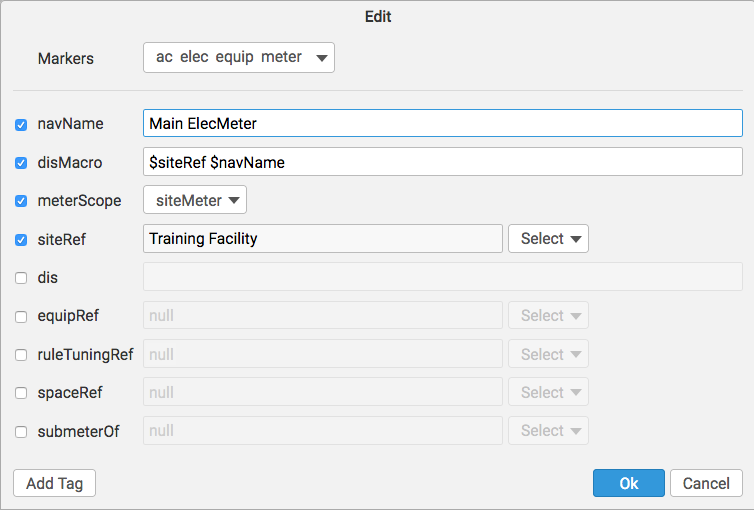 Edit
Markers ac elec equip meter
navName Main ElecMeter
disMacro $siteRef $navName
meterScope siteMeter
siteRef Training Facility Select
dis
equipRef null Select
ruleTuningRef null Select
spaceRef null Select
submeterOf null Select
Add Tag Ok Cancel